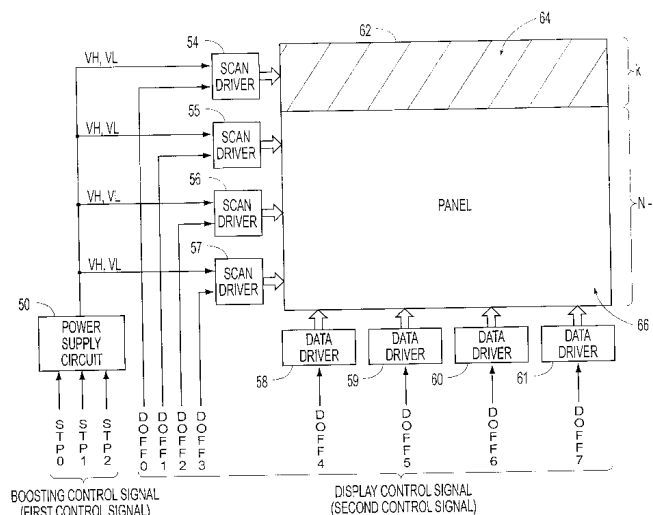 62
64
54
VH, VL
SCAN
DRIVER
k
55
VH, VL
SCAN
DRIVER
56
VH, VL
SCAN
DRIVER
PANEL
N-
57
VH, VL
SCAN
DRIVER
50
POWER
SUPPLY
CIRCUIT
66
DATA
DRIVER
DATA
DRIVER
DATA
DRIVER
DATA
DRIVER
58
59
60
61
STP0
STP1
STP2
DOFF0
DOFF1
DOFF2
DOFF3
DOFF4
DOFF5
DOFF6
DOFF7
BOOSTING CONTROL SIGNAL
(FIRST CONTROL SIGNAL)
DISPLAY CONTROL SIGNAL
(SECOND CONTROL SIGNAL)